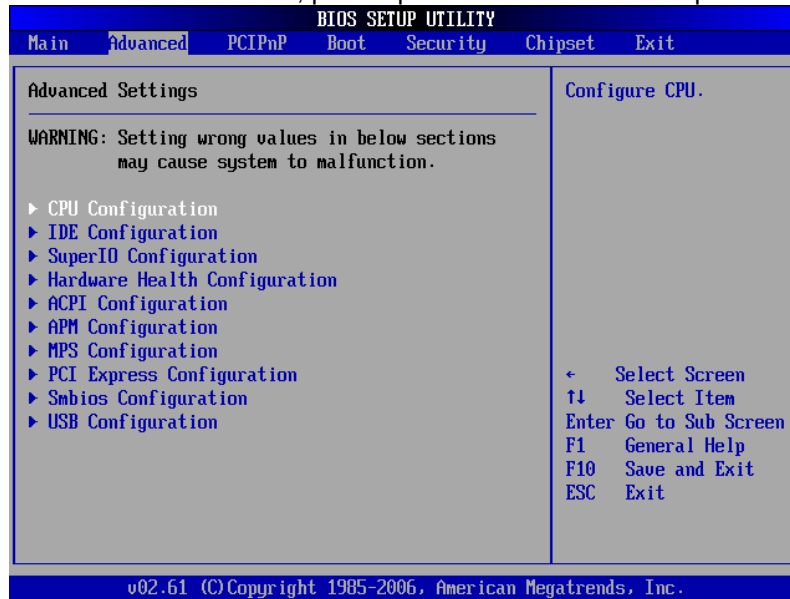 BIOS SETUP UTILITY
Main Advanced PCIPnP Boot Security Chipset Exit
Advanced Settings
WARNING: Setting wrong values in below sections
may cause system to malfunction.
▶ CPU Configuration
▶ IDE Configuration
▶ SuperIO Configuration
▶ Hardware Health Configuration
▶ ACPI Configuration
▶ APM Configuration
▶ MPS Configuration
▶ PCI Express Configuration
▶ Smbios Configuration
▶ USB Configuration
Configure CPU.
← Select Screen
↑↓ Select Item
Enter Go to Sub Screen
F1 General Help
F10 Save and Exit
ESC Exit
v02.61 (C)Copyright 1985-2006, American Megatrends, Inc.